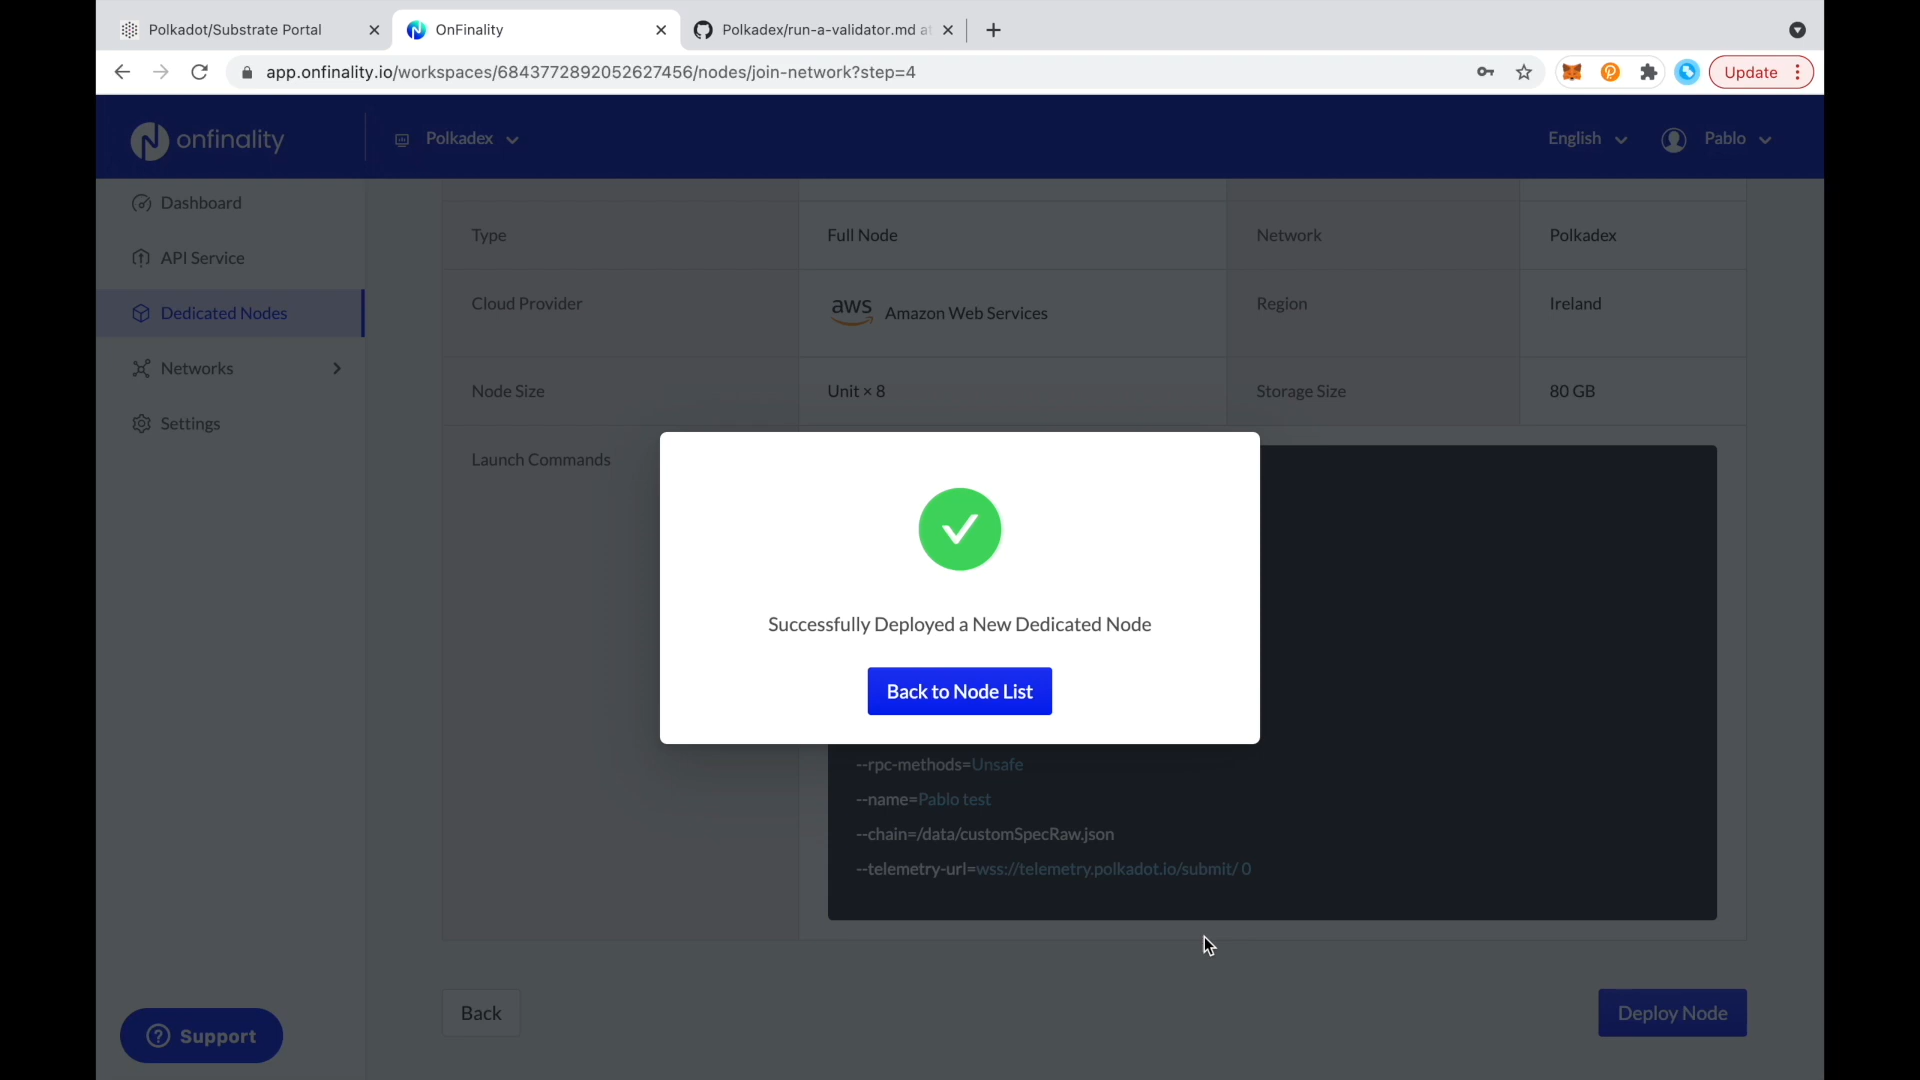 Polkadot/Substrate Portal
OnFinality
Polkadex/run-a-validator.md at
app.onfinality.io/workspaces/6843772892052627456/nodes/join-network?step=4
Update
onfinality
Polkadex
English
Pablo
Dashboard
API Service
Dedicated Nodes
Networks
Settings
Type
Full Node
Network
Polkadex
Cloud Provider
aws
Amazon Web Services
Region
Ireland
Node Size
Unit × 8
Storage Size
80 GB
Launch Commands
Successfully Deployed a New Dedicated Node
Back to Node List
--rpc-methods=Unsafe
--name=Pablo test
--chain=/data/customSpecRaw.json
--telemetry-url=wss://telemetry.polkadot.io/submit/ 0
Back
Deploy Node
? Support